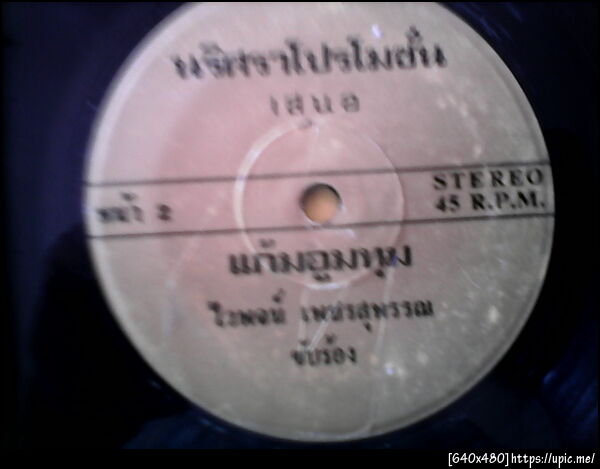 นริศราโปรโมชั่น
เสนอ
STEREO
หน้า 2
45 R.P.M.
แก้มอูมทูม
ไวพจน์ เพชรสุพรรณ
ขับร้อง
[640x480]https://upic.me/